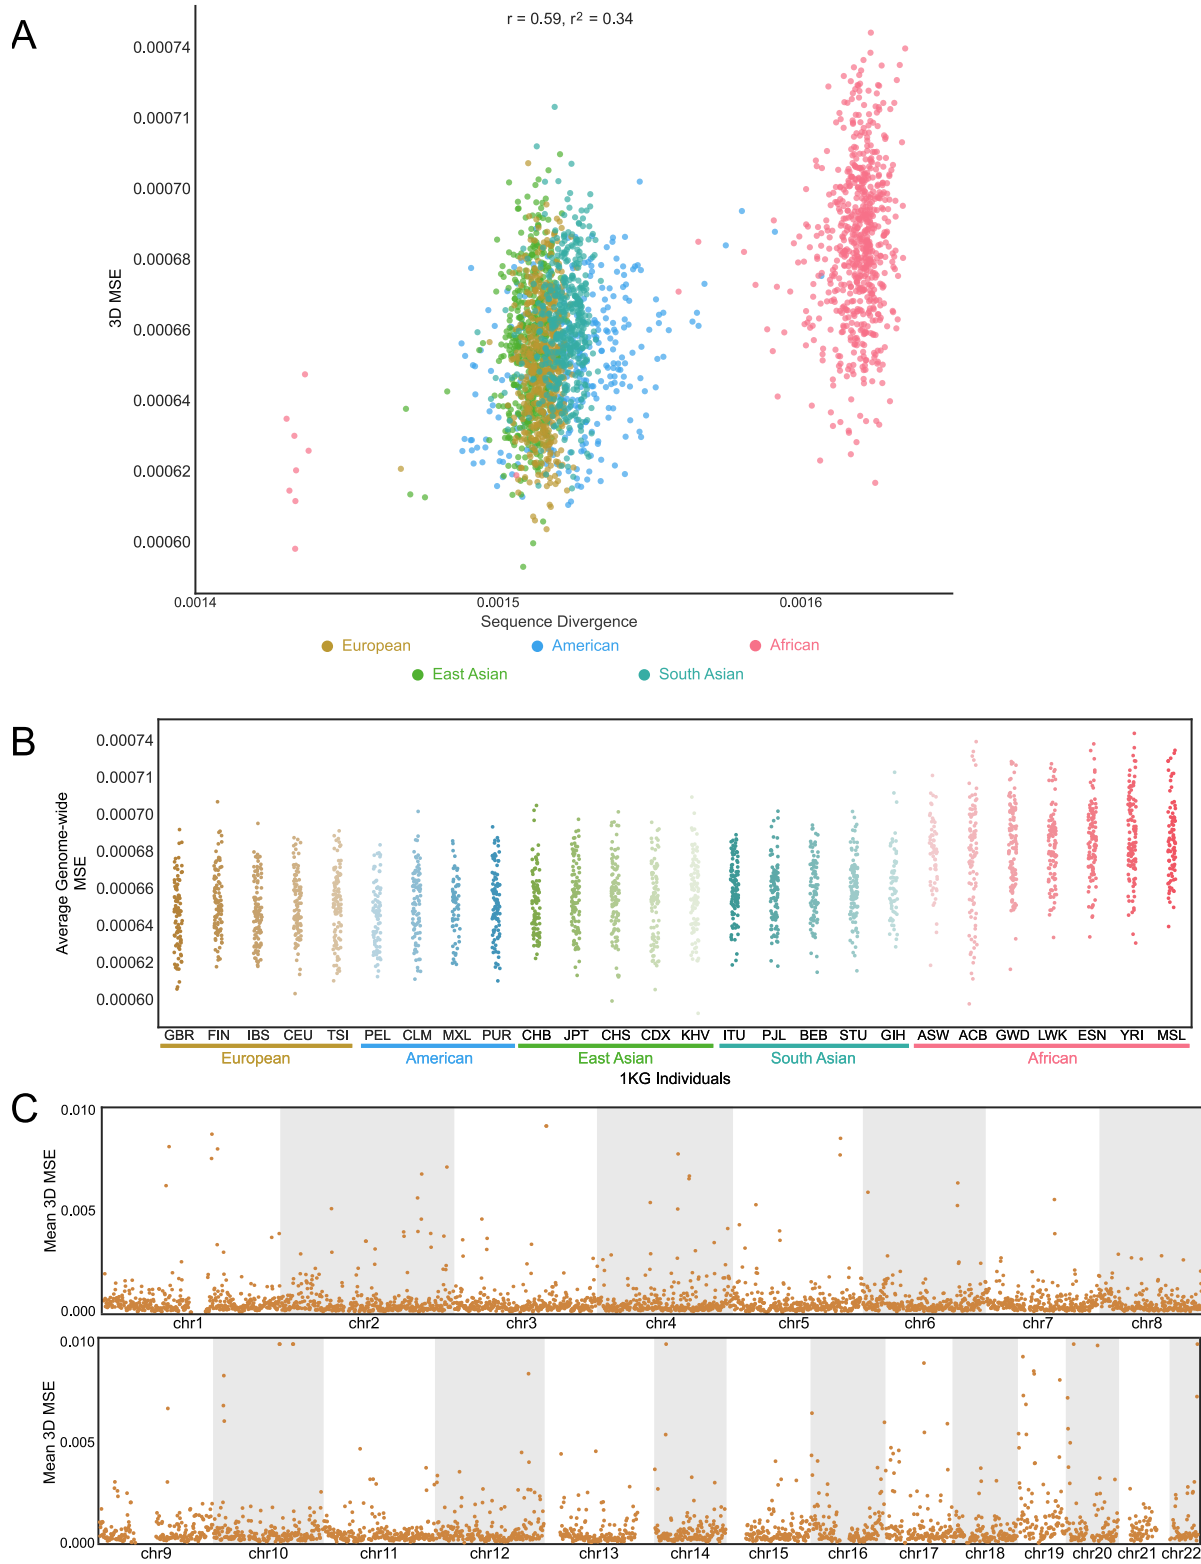 A
r = 0.59, r² = 0.34
0.00074
0.00071
0.00070
0.00068
0.00066
0.00064
0.00062
0.00060
3D MSE
0.0014
0.0015
0.0016
Sequence Divergence
European
American
African
East Asian
South Asian
B
0.00074
0.00071
0.00070
0.00068
0.00066
0.00064
0.00062
0.00060
Average Genome-wide
MSE
GBR FIN IBS CEU TSI PEL CLM MXL PUR CHB JPT CHS CDX KHV ITU PJL BEB STU GIH ASW ACB GWD LWK ESN YRI MSL
European American East Asian South Asian African
1KG Individuals
C
0.010
0.005
0.000
Mean 3D MSE
chr1 chr2 chr3 chr4 chr5 chr6 chr7 chr8
0.010
0.005
0.000
Mean 3D MSE
chr9 chr10 chr11 chr12 chr13 chr14 chr15 chr16 chr17 chr18 chr19 chr20 chr21 chr22